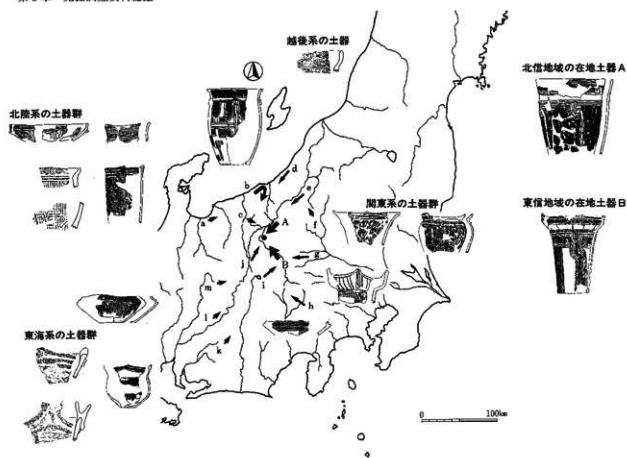 越後系の土器
北信地域の在地土器A
北陸系の土器群
関東系の土器群
東信地域の在地土器B
東海系の土器群
a
b
c
d
e
f
A
B
g
h
i
m
l
k
0 100km